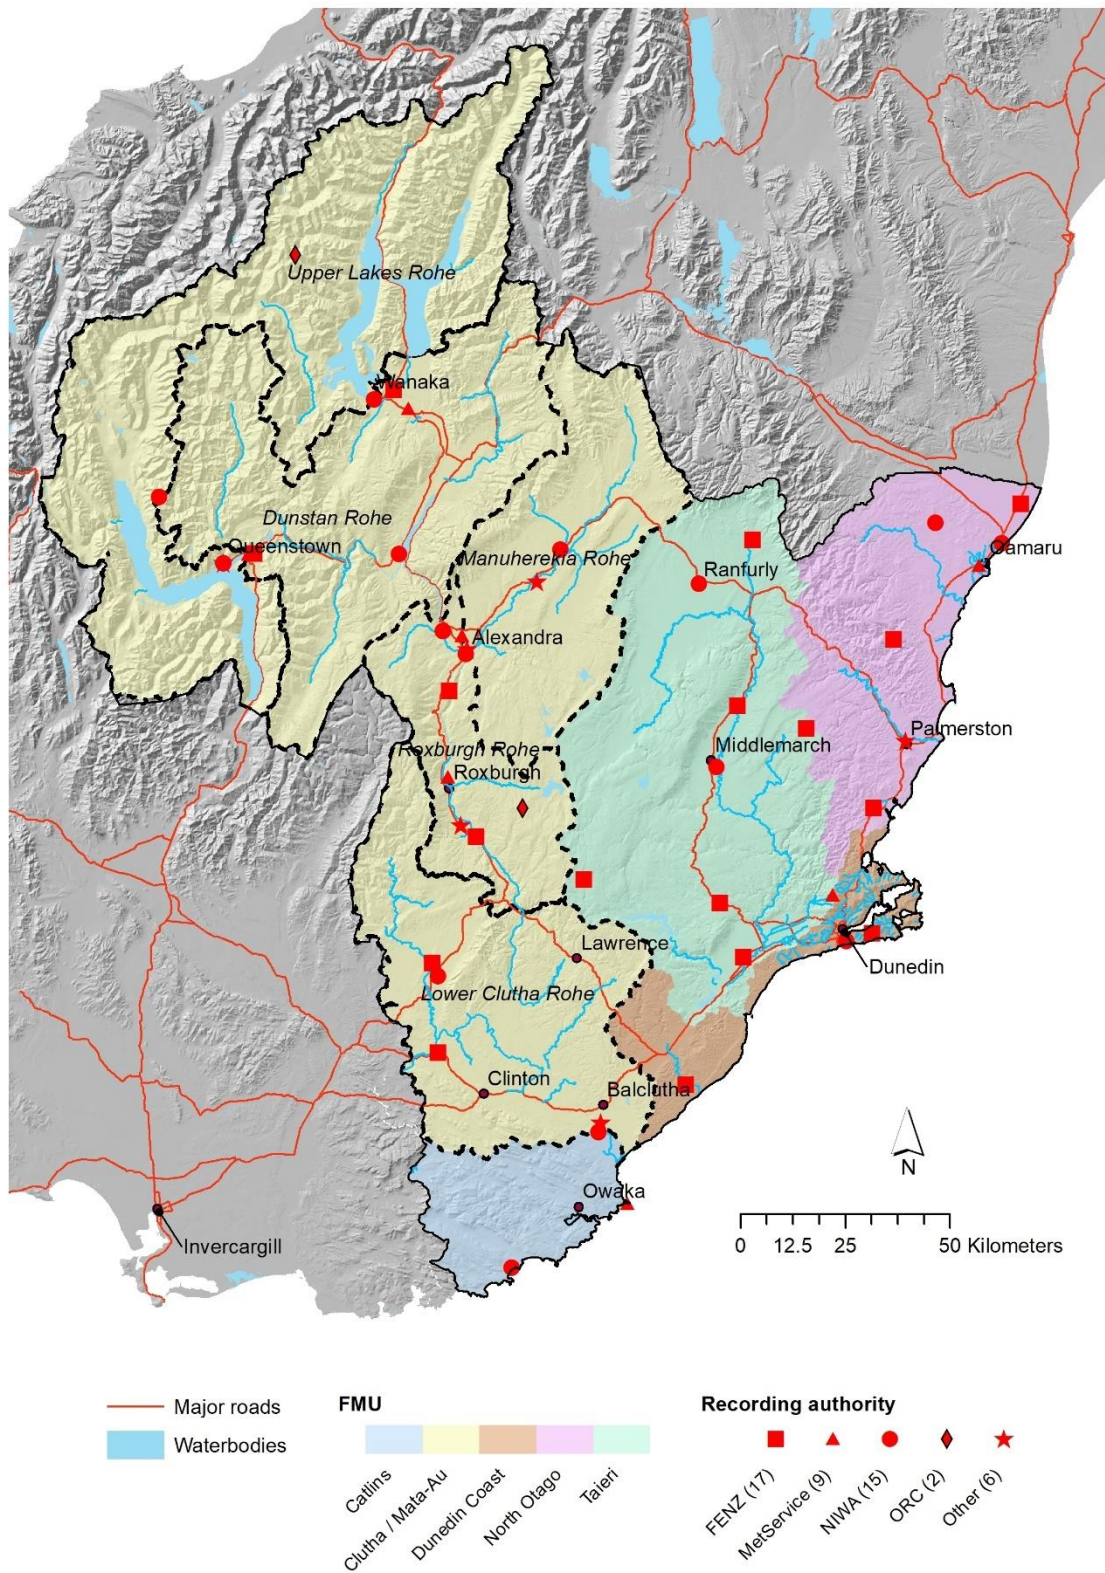 Upper Lakes Rohe
Wanaka
Dunstan Rohe
Queenstown
Manuherekia Rohe
Ranfurly
Oamaru
Alexandra
Roxburgh Rohe
Roxburgh
Middlemarch
Palmerston
Lawrence
Dunedin
Lower Clutha Rohe
Clinton
Balclutha
N
Owaka
Invercargill
0 12.5 25 50 Kilometers
Major roads
Waterbodies
FMU
Catlins
Clutha / Mata-Au
Dunedin Coast
North Otago
Taieri
Recording authority
FENZ (17)
MetService (9)
NIWA (15)
ORC (2)
Other (6)